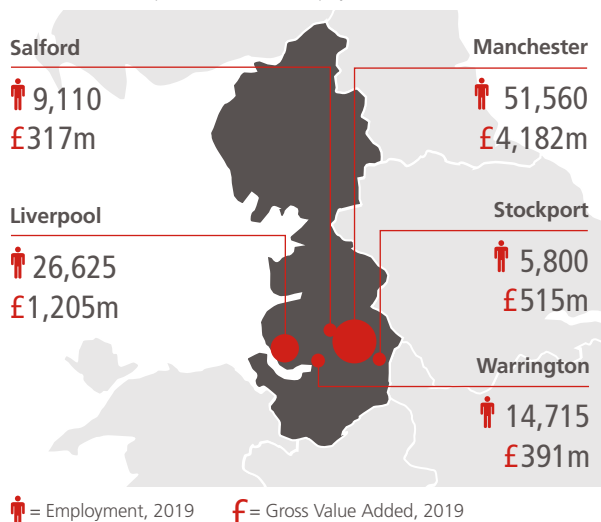 Salford
9,110
£317m
Manchester
51,560
£4,182m
Liverpool
26,625
£1,205m
Stockport
5,800
£515m
Warrington
14,715
£391m
= Employment, 2019 £ = Gross Value Added, 2019